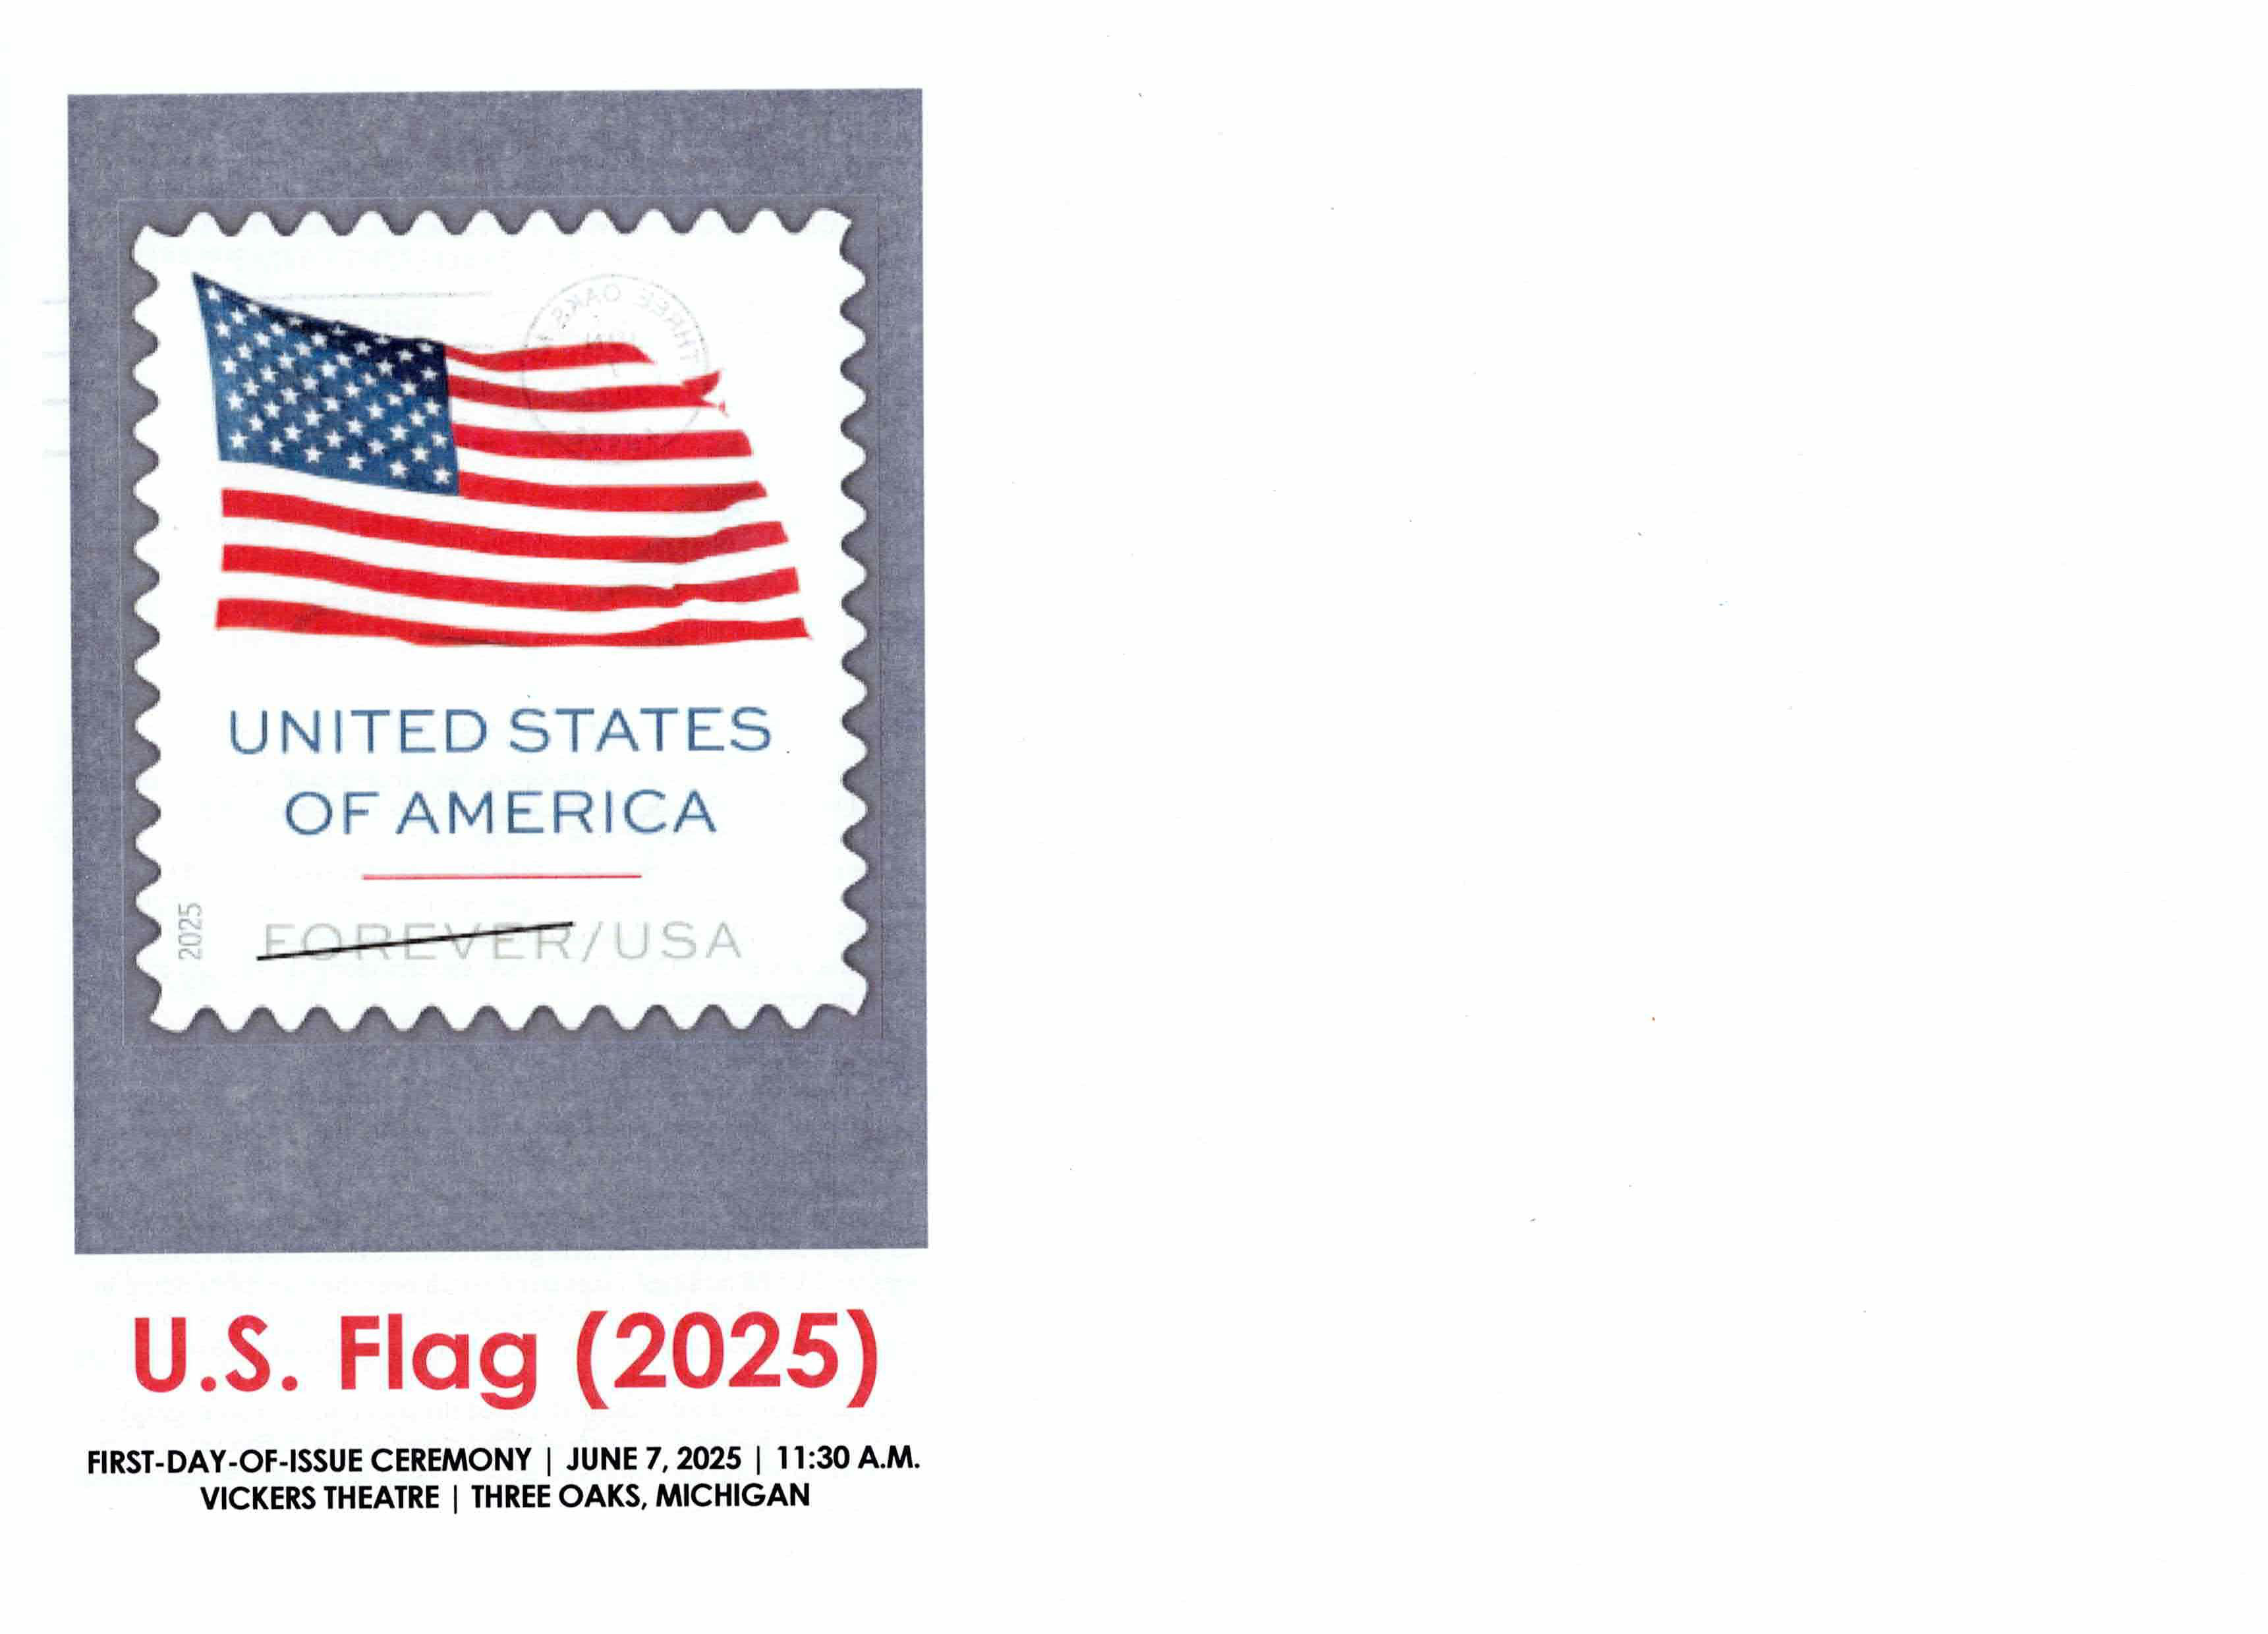 UNITED STATES
OF AMERICA
2025
FOREVER/USA
U.S. Flag (2025)
FIRST-DAY-OF-ISSUE CEREMONY | JUNE 7, 2025 | 11:30 A.M.
VICKERS THEATRE | THREE OAKS, MICHIGAN